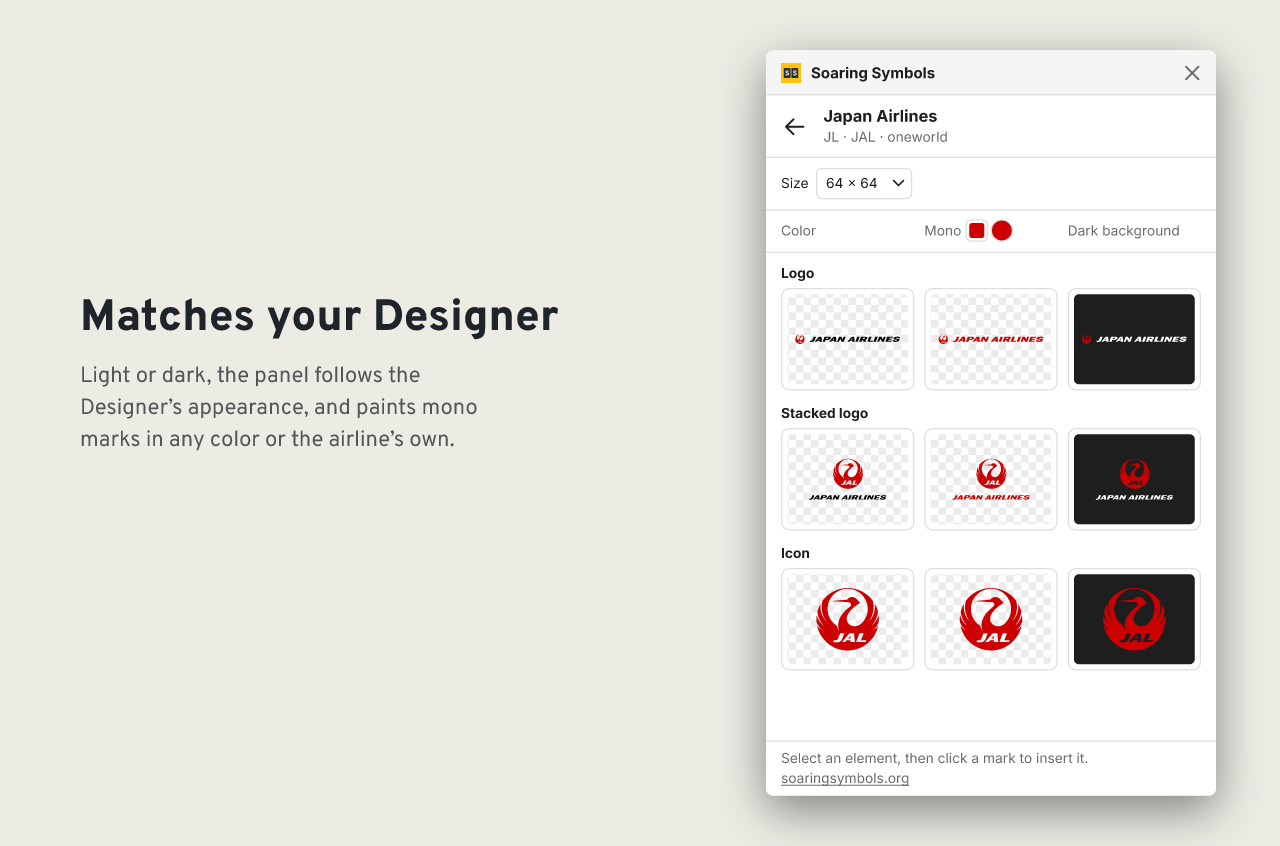 Matches your Designer
Light or dark, the panel follows the
Designer’s appearance, and paints mono
marks in any color or the airline’s own.
SS Soaring Symbols
Japan Airlines
JL · JAL · oneworld
Size 64 × 64
Color Mono Dark background
Logo
JAPAN AIRLINES JAPAN AIRLINES JAPAN AIRLINES
Stacked logo
JAL JAL JAL
JAPAN AIRLINES JAPAN AIRLINES JAPAN AIRLINES
Icon
JAL JAL JAL
Select an element, then click a mark to insert it.
soaringsymbols.org